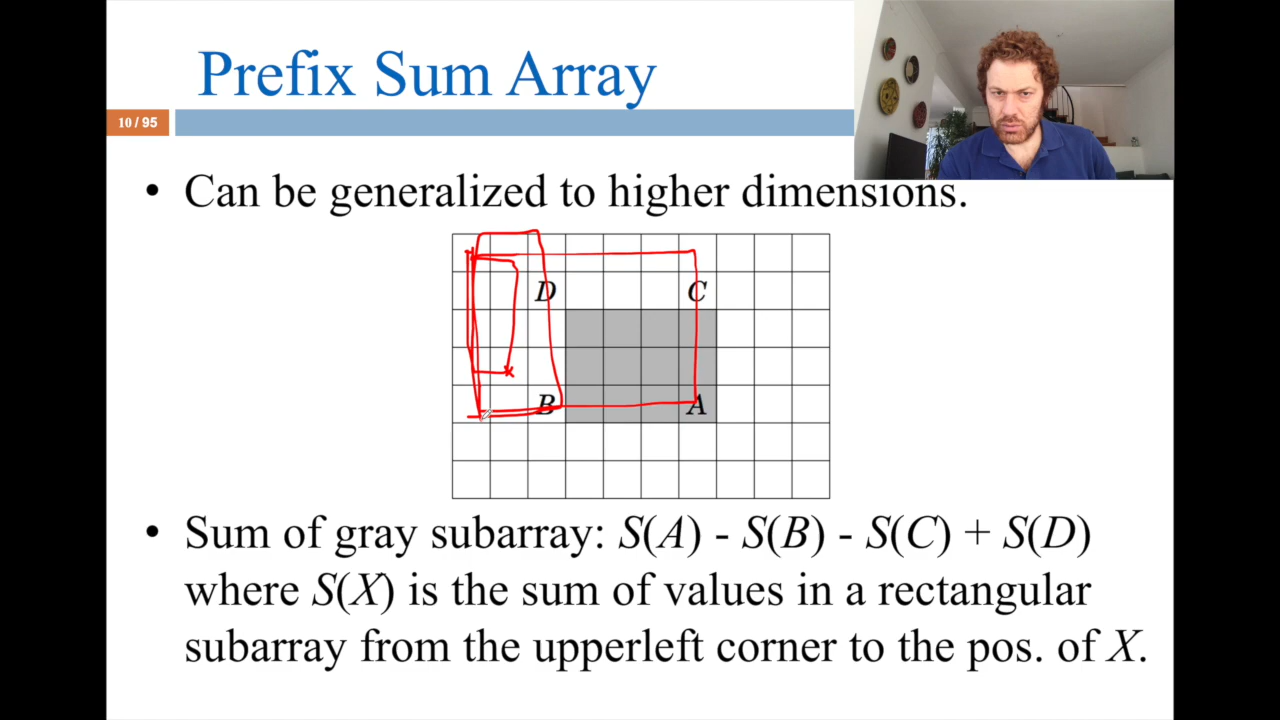 Prefix Sum Array
10 / 95
• Can be generalized to higher dimensions.
D C
B A
• Sum of gray subarray: S(A) - S(B) - S(C) + S(D)
where S(X) is the sum of values in a rectangular
subarray from the upperleft corner to the pos. of X.